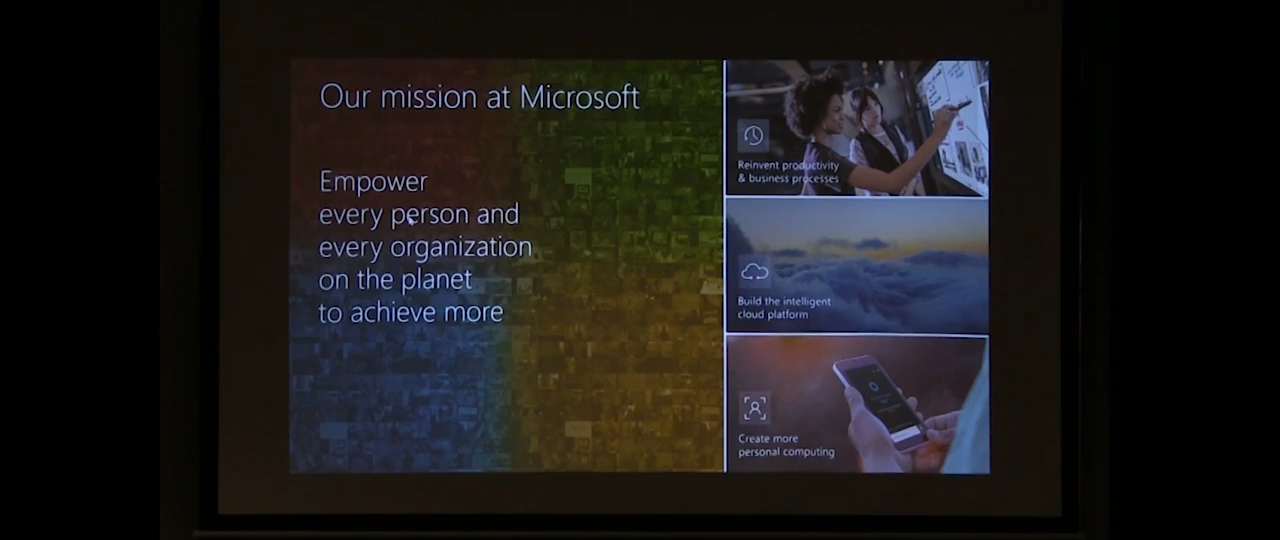 Our mission at Microsoft
Empower
every person and
every organization
on the planet
to achieve more
Reinvent productivity
& business processes
Build the intelligent
cloud platform
Create more
personal computing